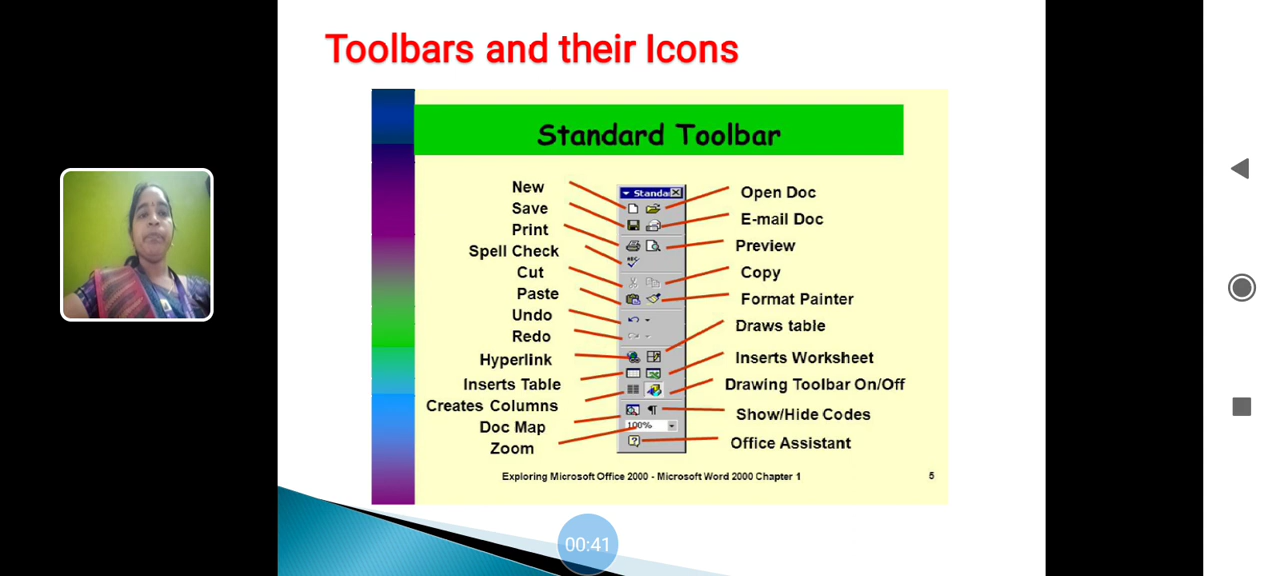 Toolbars and their Icons
Standard Toolbar
New
Save
Print
Spell Check
Cut
Paste
Undo
Redo
Hyperlink
Inserts Table
Creates Columns
Doc Map
Zoom
Standa
ABC
100%
Open Doc
E-mail Doc
Preview
Copy
Format Painter
Draws table
Inserts Worksheet
Drawing Toolbar On/Off
Show/Hide Codes
Office Assistant
Exploring Microsoft Office 2000 - Microsoft Word 2000 Chapter 1
5
00:41